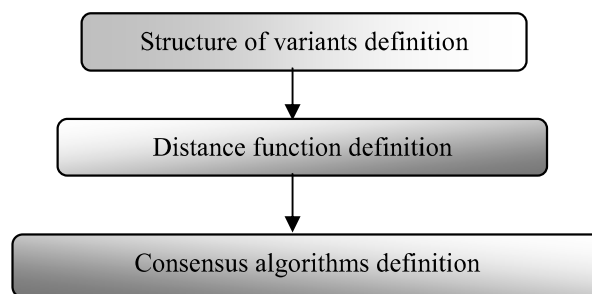 Structure of variants definition
Distance function definition
Consensus algorithms definition